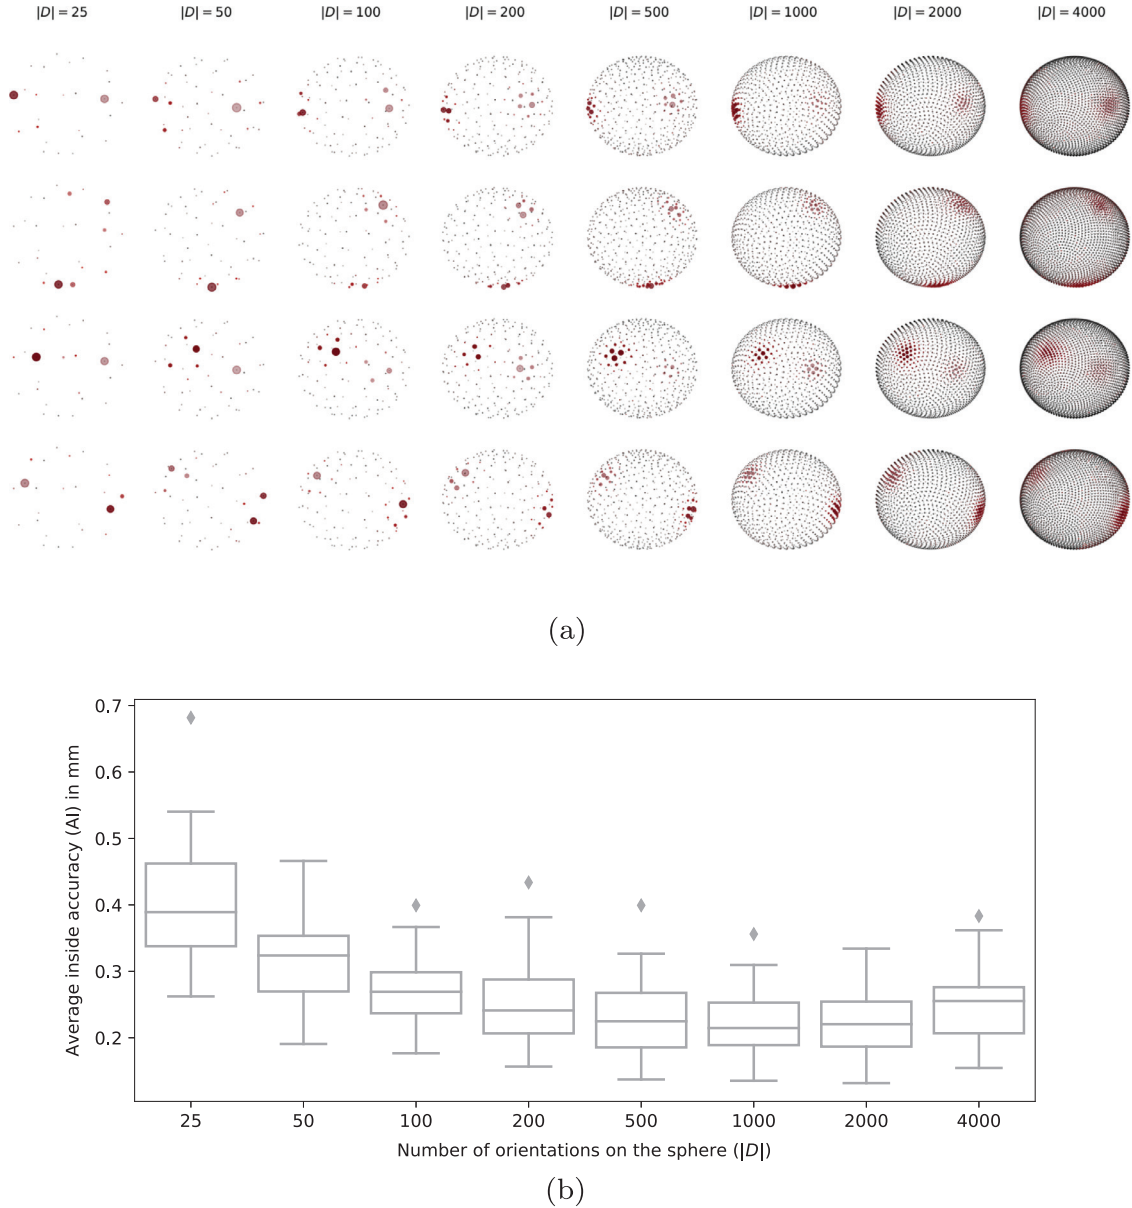 |D| = 25 |D| = 50 |D| = 100 |D| = 200 |D| = 500 |D| = 1000 |D| = 2000 |D| = 4000
(a)
Average inside accuracy (AI) in mm
0.7
0.6
0.5
0.4
0.3
0.2
25 50 100 200 500 1000 2000 4000
Number of orientations on the sphere (|D|)
(b)